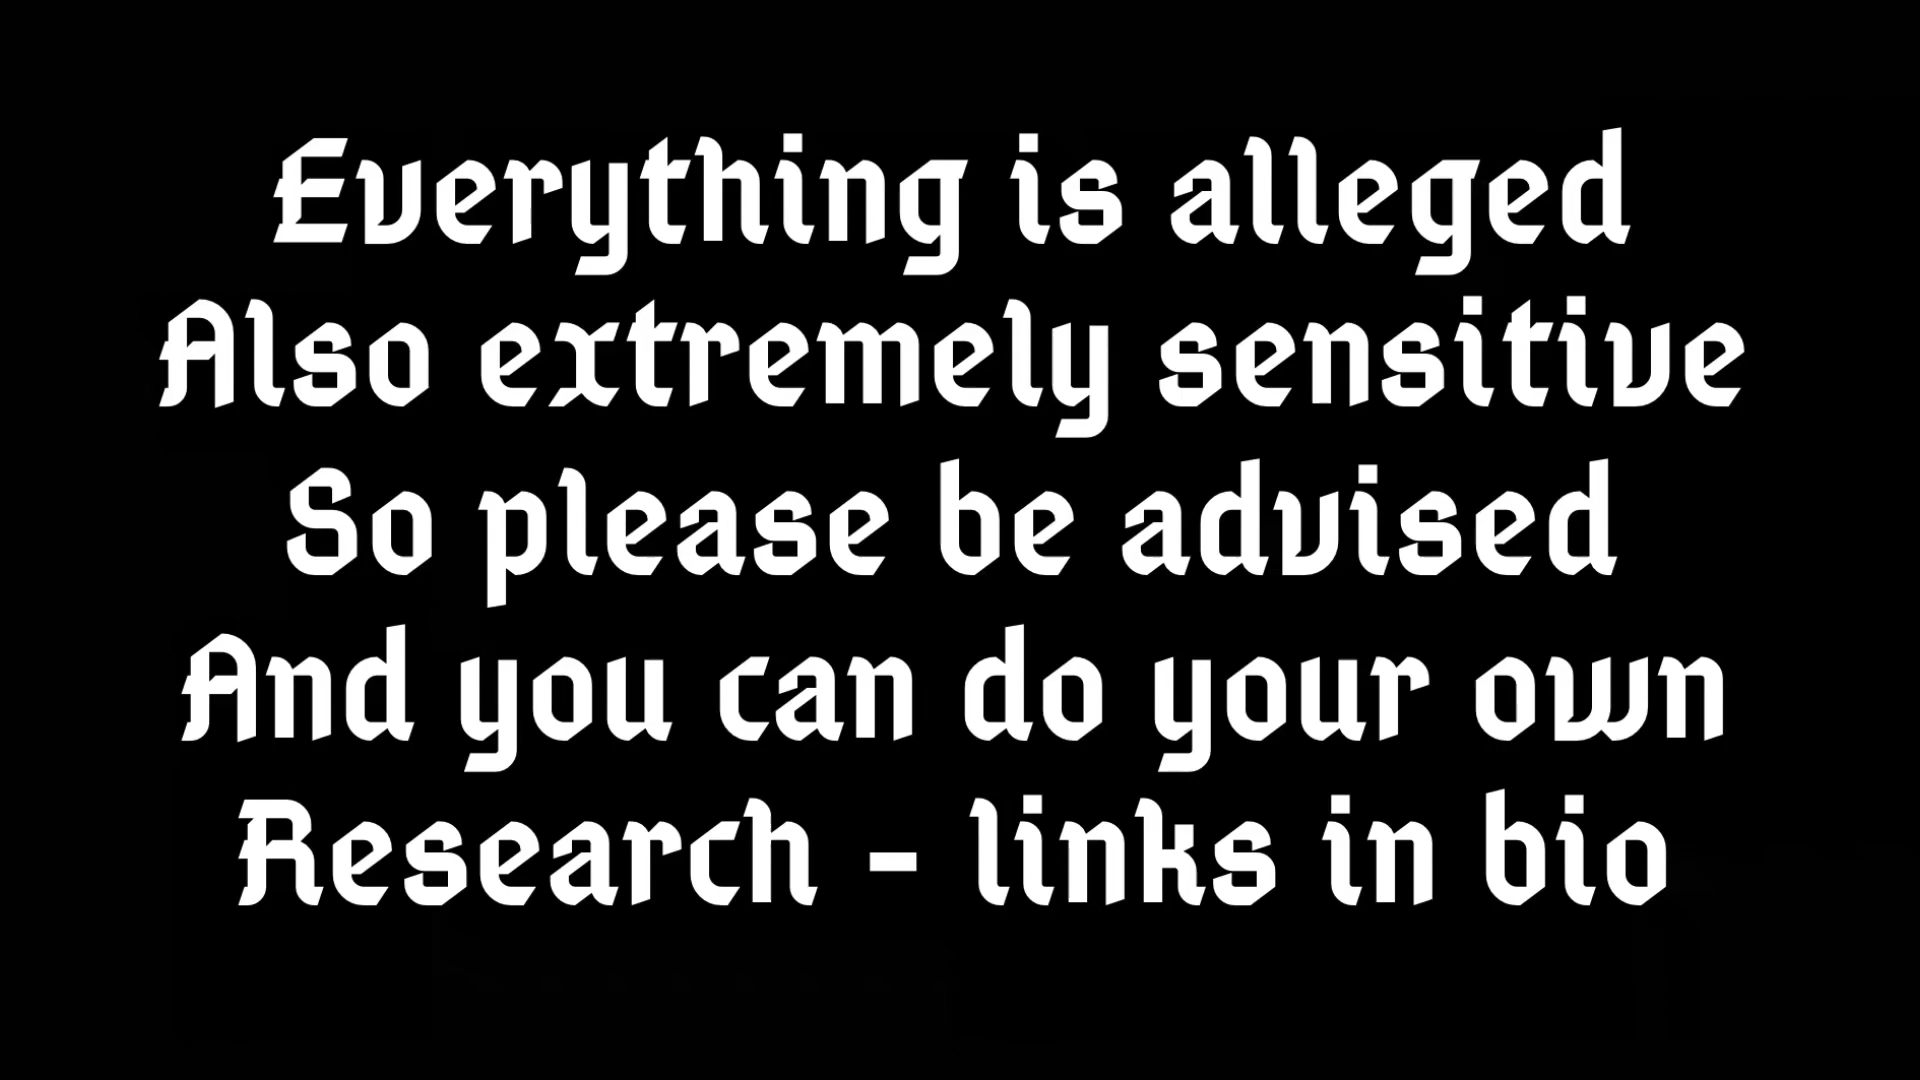 Everything is alleged
Also extremely sensitive
So please be advised
And you can do your own
Research - links in bio